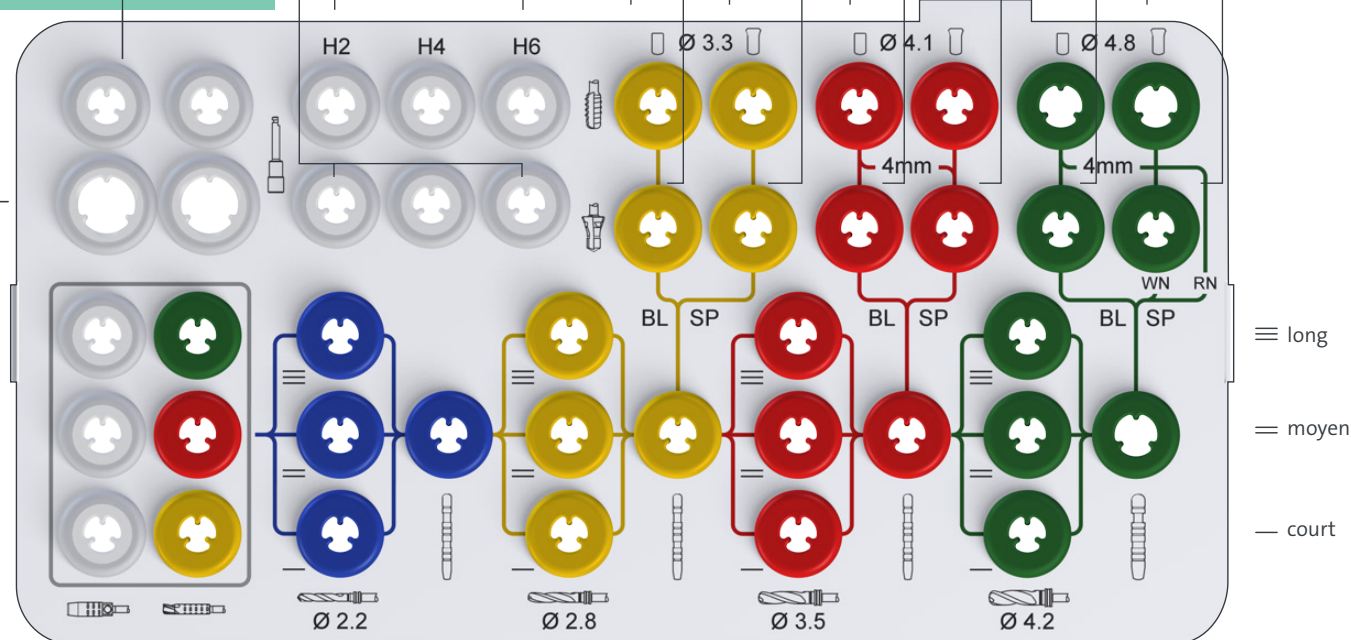 H2 H4 H6 Ø 3.3 Ø 4.1 Ø 4.8
4mm 4mm
WN RN
BL SP BL SP BL SP
long
moyen
court
Ø 2.2 Ø 2.8 Ø 3.5 Ø 4.2